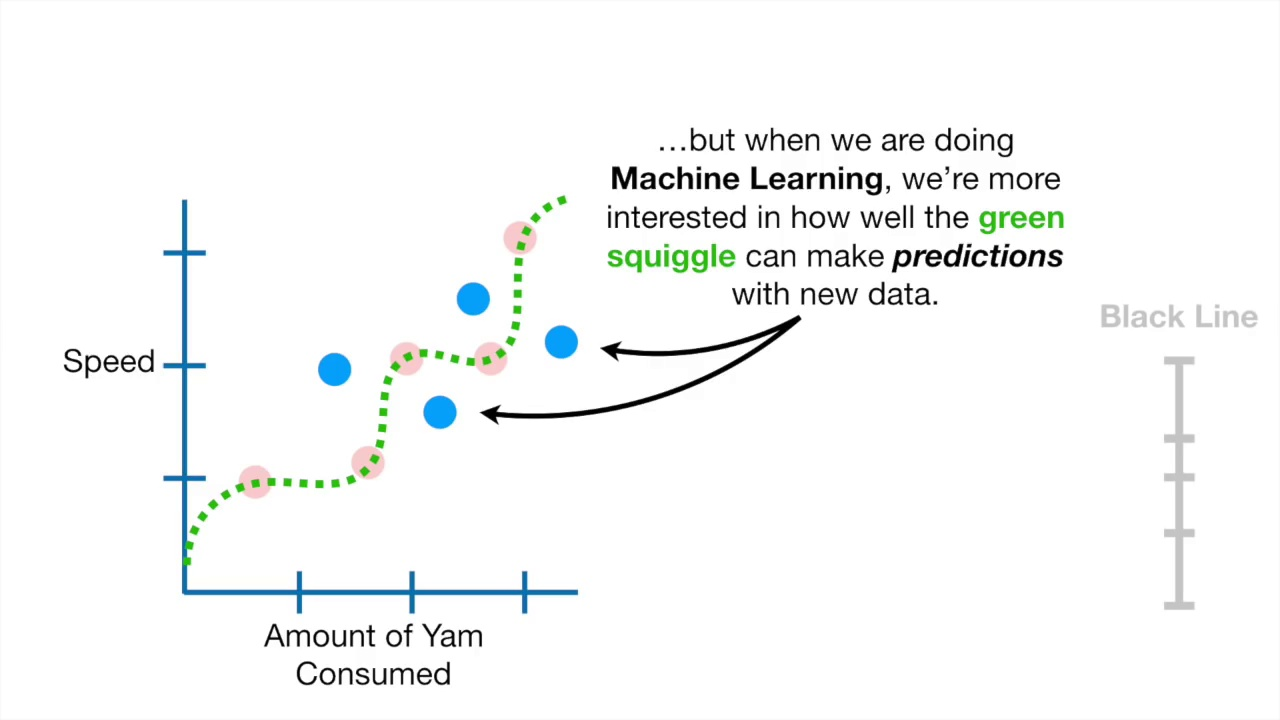 …but when we are doing
Machine Learning, we’re more
interested in how well the green
squiggle can make predictions
with new data.
Black Line
Speed
Amount of Yam
Consumed